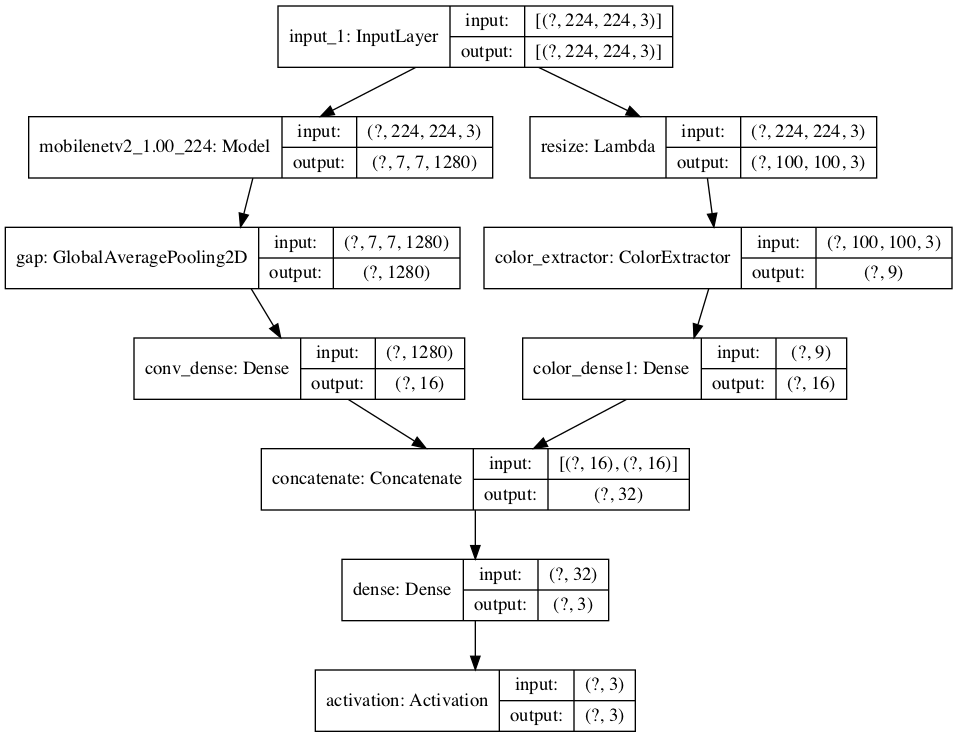 input_1: InputLayer
input: [(?, 224, 224, 3)]
output: [(?, 224, 224, 3)]
mobilenetv2_1.00_224: Model
input: (?, 224, 224, 3)
output: (?, 7, 7, 1280)
resize: Lambda
input: (?, 224, 224, 3)
output: (?, 100, 100, 3)
gap: GlobalAveragePooling2D
input: (?, 7, 7, 1280)
output: (?, 1280)
color_extractor: ColorExtractor
input: (?, 100, 100, 3)
output: (?, 9)
conv_dense: Dense
input: (?, 1280)
output: (?, 16)
color_dense1: Dense
input: (?, 9)
output: (?, 16)
concatenate: Concatenate
input: [(?, 16), (?, 16)]
output: (?, 32)
dense: Dense
input: (?, 32)
output: (?, 3)
activation: Activation
input: (?, 3)
output: (?, 3)